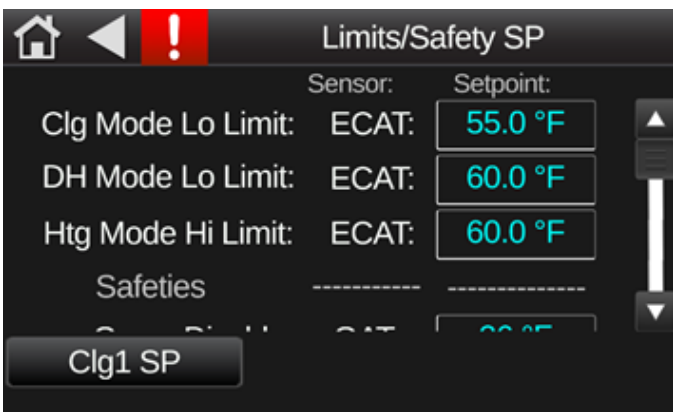 Limits/Safety SP
Sensor: Setpoint:
Clg Mode Lo Limit: ECAT: 55.0 °F
DH Mode Lo Limit: ECAT: 60.0 °F
Htg Mode Hi Limit: ECAT: 60.0 °F
Safeties ----------- --------------
Clg1 SP